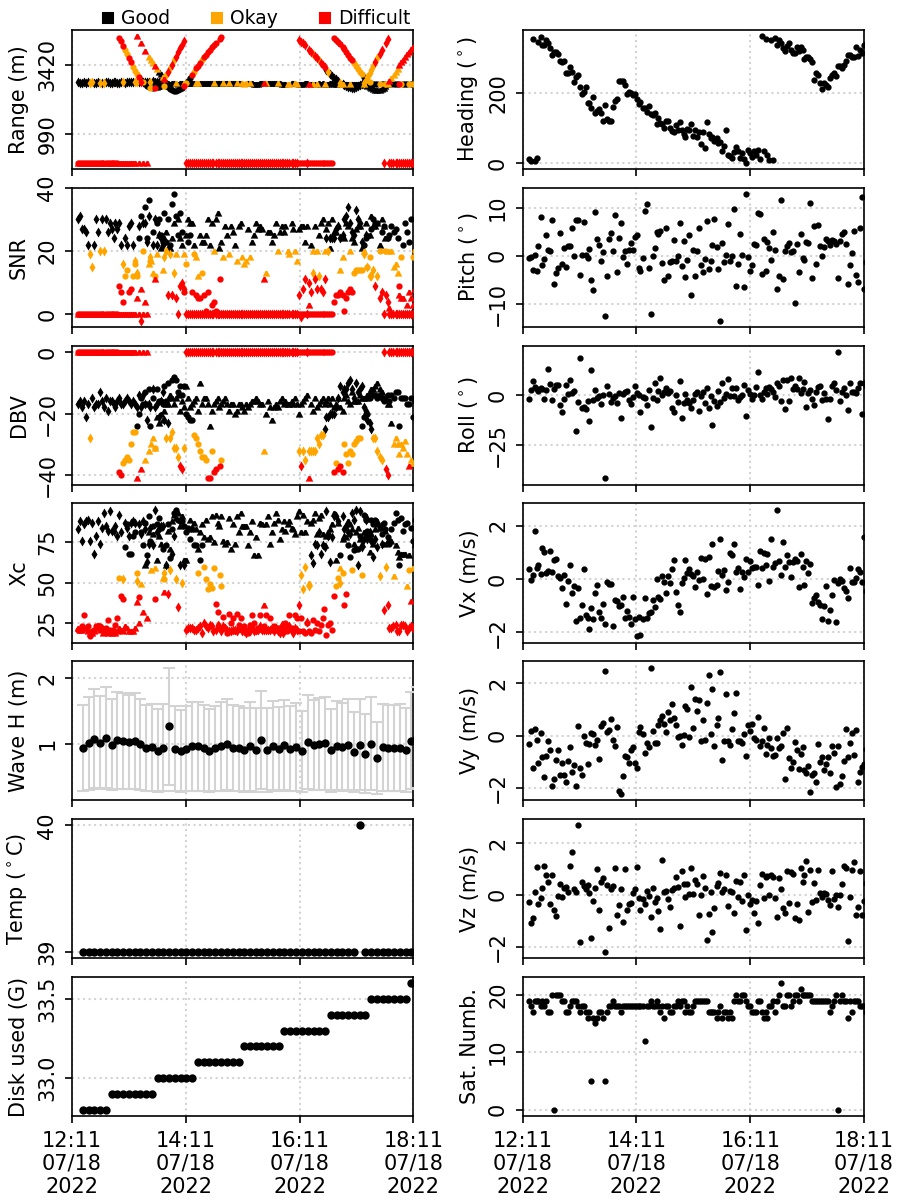 Good Okay Difficult
Range (m)
3420
990
Heading (°)
200
0
SNR
40
20
0
Pitch (°)
10
0
−10
DBV
0
−20
−40
Roll (°)
0
−25
Xc
75
50
25
Vx (m/s)
2
0
−2
Wave H (m)
2
1
Vy (m/s)
2
0
−2
Temp (°C)
40
39
Vz (m/s)
2
0
−2
Disk used (G)
33.5
33.0
Sat. Numb.
20
10
0
12:11 14:11 16:11 18:11
07/18 07/18 07/18 07/18
2022 2022 2022 2022
12:11 14:11 16:11 18:11
07/18 07/18 07/18 07/18
2022 2022 2022 2022